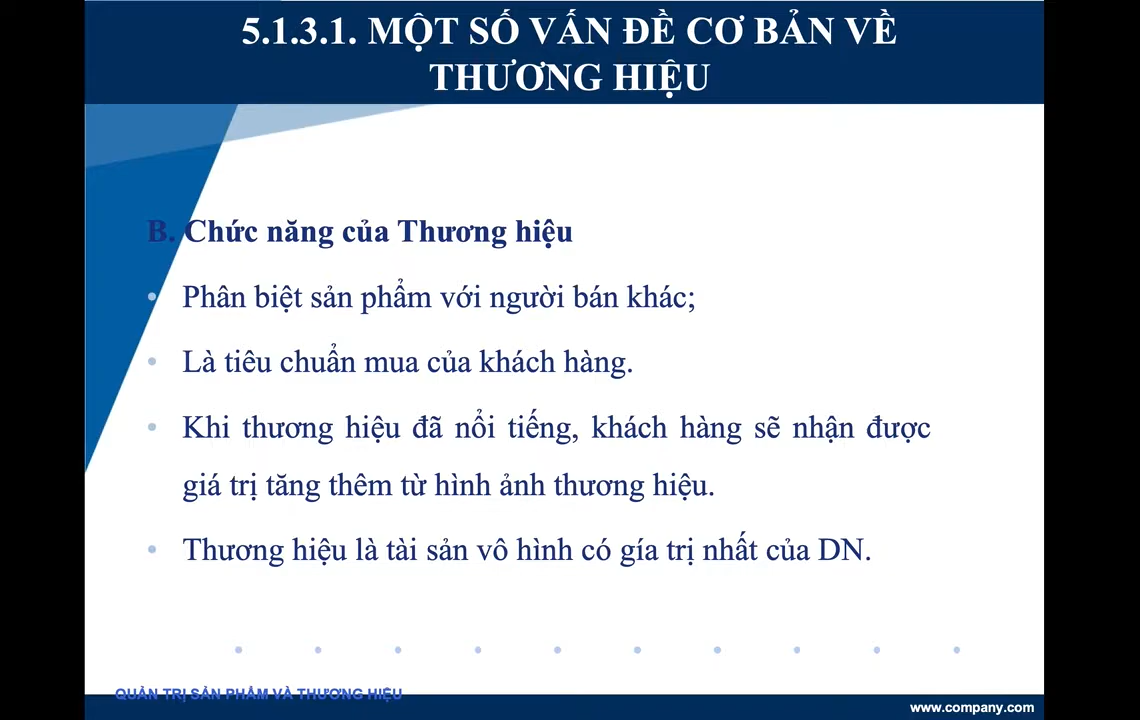 5.1.3.1. MỘT SỐ VẤN ĐỀ CƠ BẢN VỀ
THƯƠNG HIỆU
B. Chức năng của Thương hiệu
• Phân biệt sản phẩm với người bán khác;
• Là tiêu chuẩn mua của khách hàng.
• Khi thương hiệu đã nổi tiếng, khách hàng sẽ nhận được
giá trị tăng thêm từ hình ảnh thương hiệu.
• Thương hiệu là tài sản vô hình có gía trị nhất của DN.
QUẢN TRỊ SẢN PHẨM VÀ THƯƠNG HIỆU
www.company.com